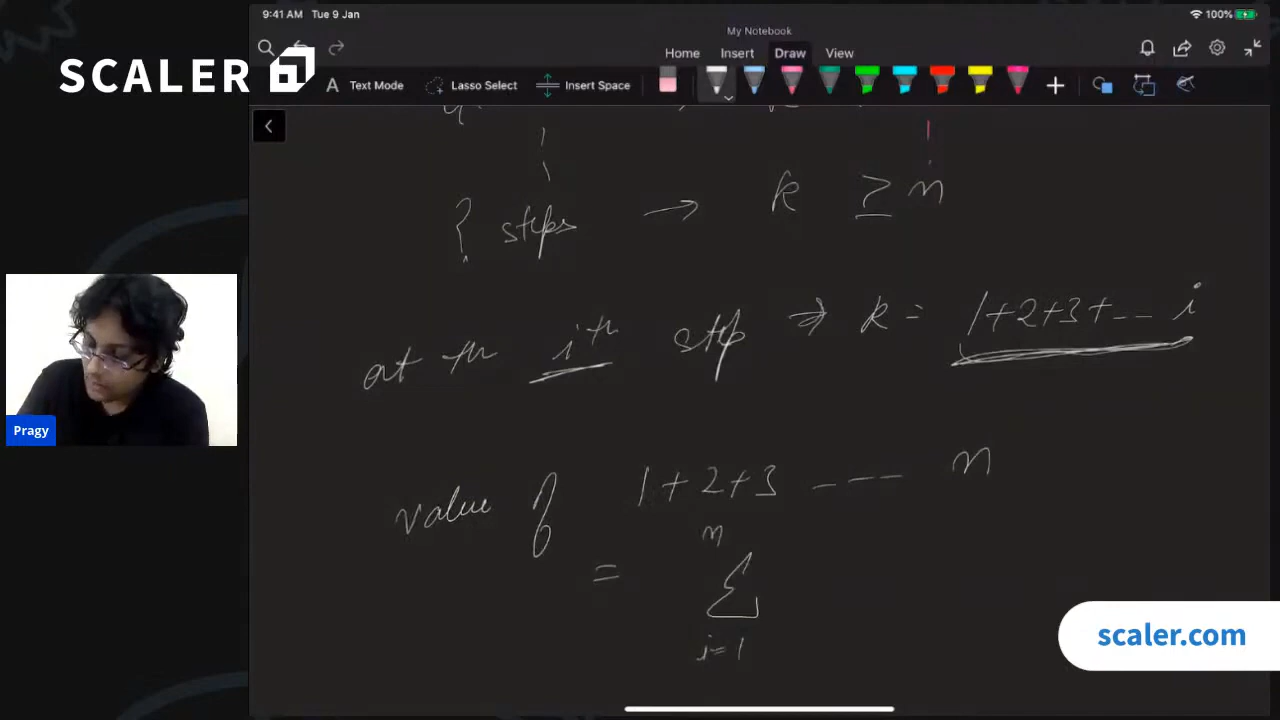 9:41 AM Tue 9 Jan
100%
My Notebook
Home Insert Draw View
SCALER
A Text Mode Lasso Select Insert Space
? steps → k ≥ n
at th ith step ⇒ k = 1+2+3+-- i
Pragy
value of 1+2+3 ---- n
n
= Σ
i=1
scaler.com